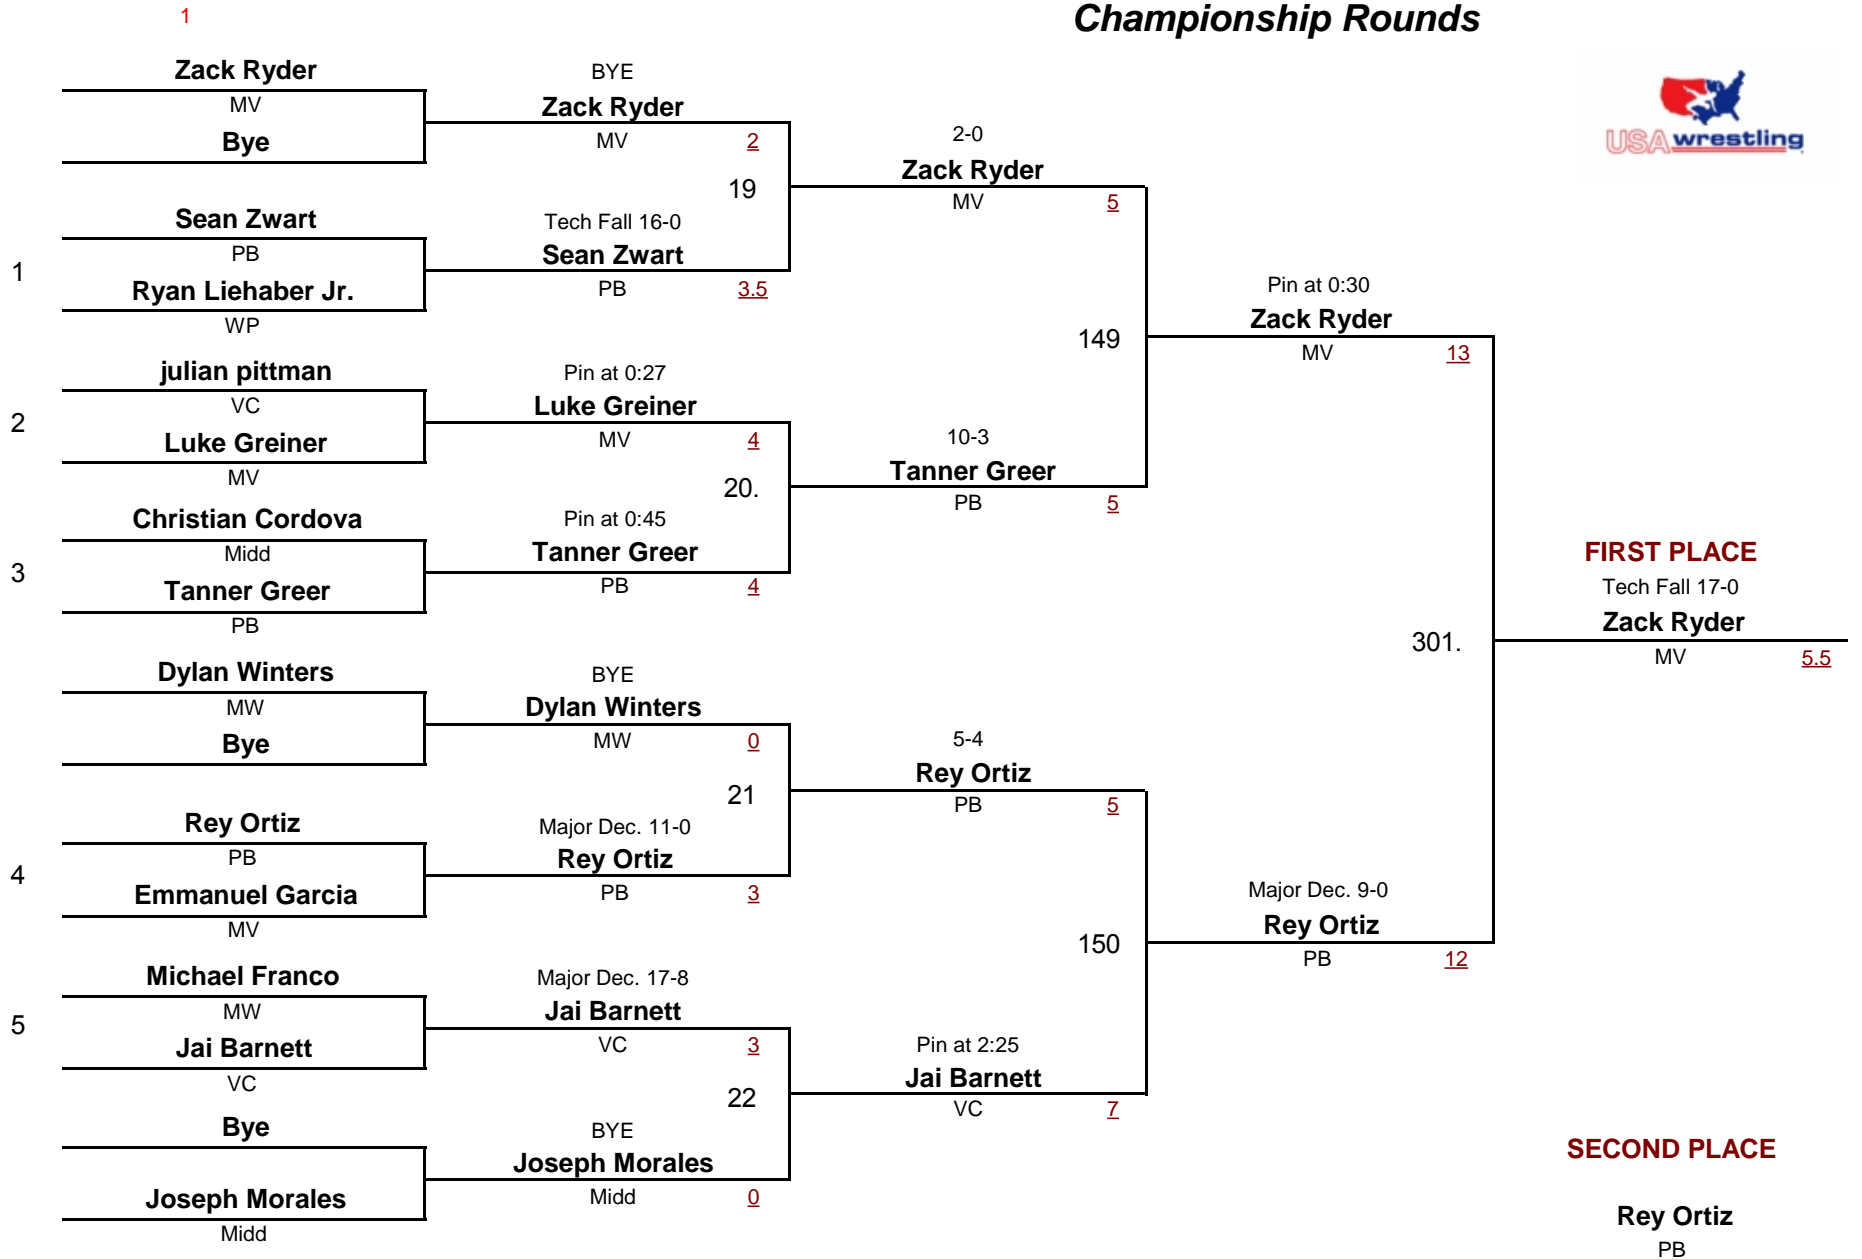 1
Championship Rounds
Zack Ryder
MV
Bye
BYE
Zack Ryder
MV
2
19
2-0
Zack Ryder
MV
5
USA wrestling
Sean Zwart
PB
1
Ryan Liehaber Jr.
WP
Tech Fall 16-0
Sean Zwart
PB
3.5
149
Pin at 0:30
Zack Ryder
MV
13
julian pittman
VC
2
Luke Greiner
MV
Pin at 0:27
Luke Greiner
MV
4
20.
10-3
Tanner Greer
PB
5
Christian Cordova
Midd
3
Tanner Greer
PB
Pin at 0:45
Tanner Greer
PB
4
FIRST PLACE
Tech Fall 17-0
Zack Ryder
MV
5.5
301.
Dylan Winters
MW
Bye
BYE
Dylan Winters
MW
0
21
5-4
Rey Ortiz
PB
5
Rey Ortiz
PB
4
Emmanuel Garcia
MV
Major Dec. 11-0
Rey Ortiz
PB
3
150
Major Dec. 9-0
Rey Ortiz
PB
12
Michael Franco
MW
5
Jai Barnett
VC
Major Dec. 17-8
Jai Barnett
VC
3
22
Pin at 2:25
Jai Barnett
VC
7
Bye
Joseph Morales
Midd
BYE
Joseph Morales
Midd
0
SECOND PLACE
Rey Ortiz
PB